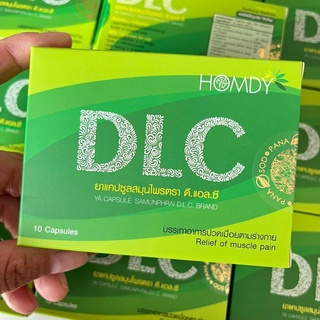 HOMDY
DLC
PANA SOD PANA
ยาแคปซูลสมุนไพรตรา ดี.แอล.ซี
YA CAPSULE SAMUNPHRAI D.L.C. BRAND
10 Capsules
บรรเทาอาการปวดเมื่อยตามร่างกาย
Relief of muscle pain